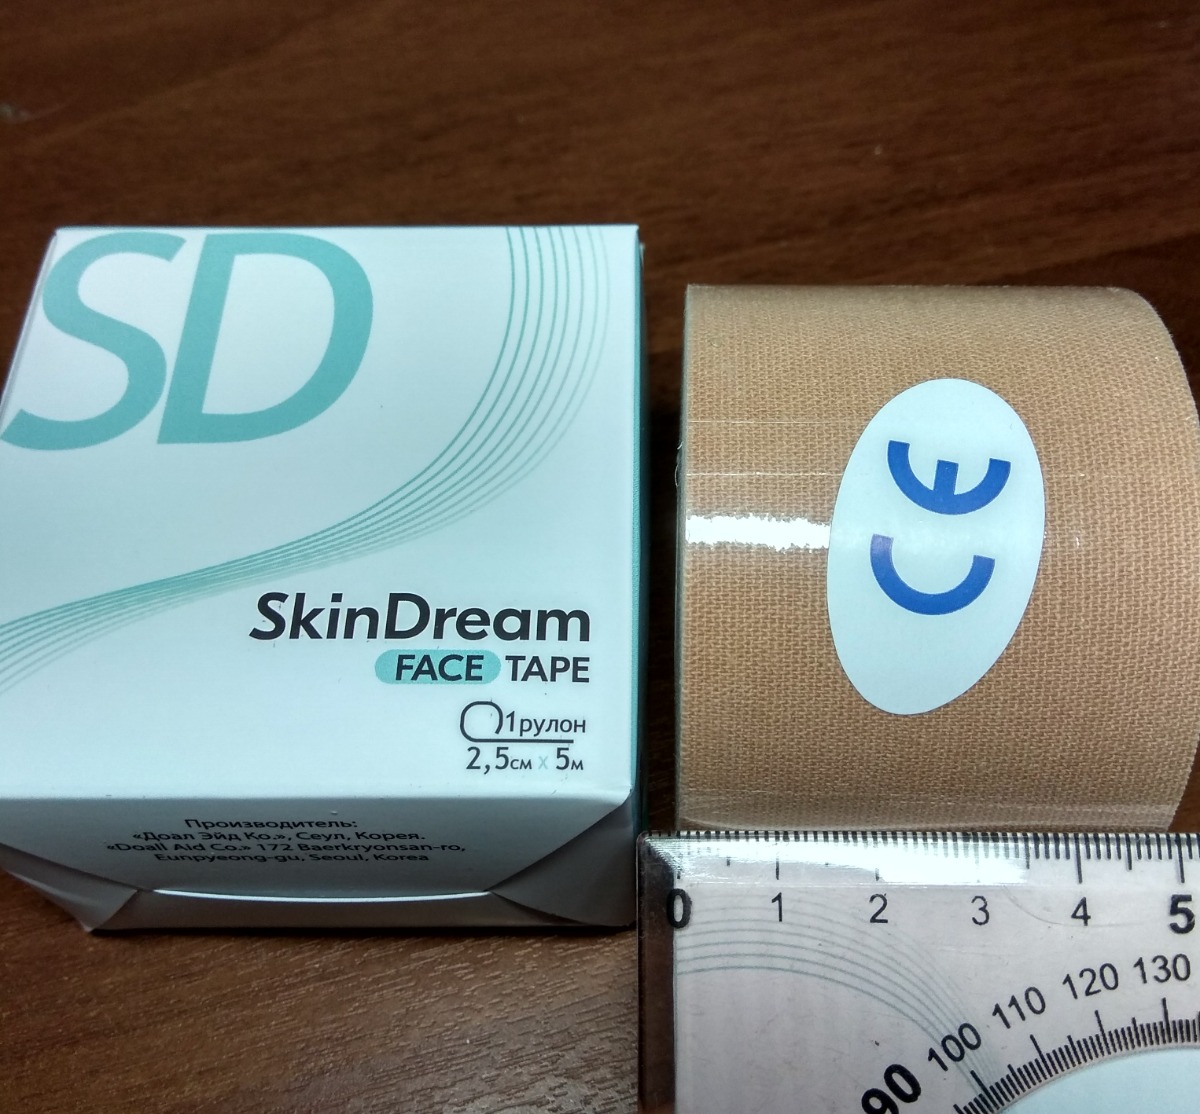 SD
SkinDream
FACE TAPE
1рулон
2,5см x 5м
Производитель:
«Доал Эйд Ко.», Сеул, Корея.
«Doall Aid Co.» 172 Baerkryonsan-ro,
Eunpyeong-gu, Seoul, Korea
CE
0 1 2 3 4 5
90 100 110 120 130